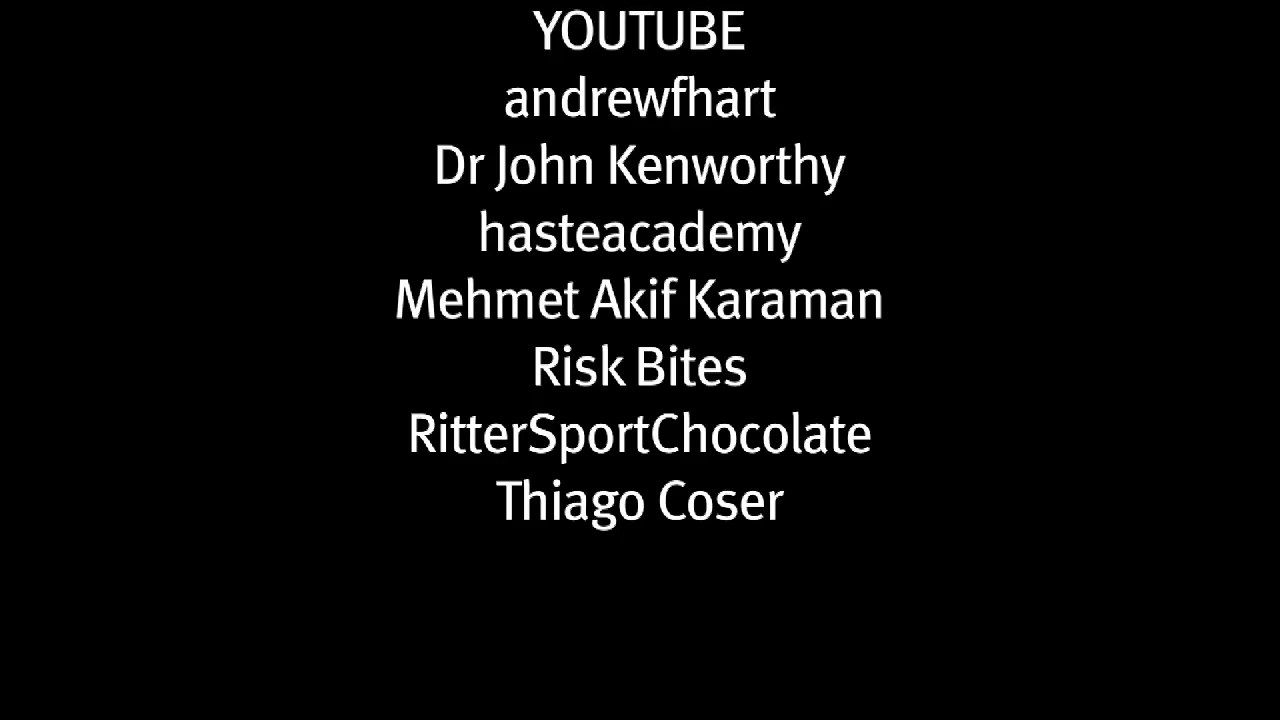 YOUTUBE
andrewfhart
Dr John Kenworthy
hasteacademy
Mehmet Akif Karaman
Risk Bites
RitterSportChocolate
Thiago Coser